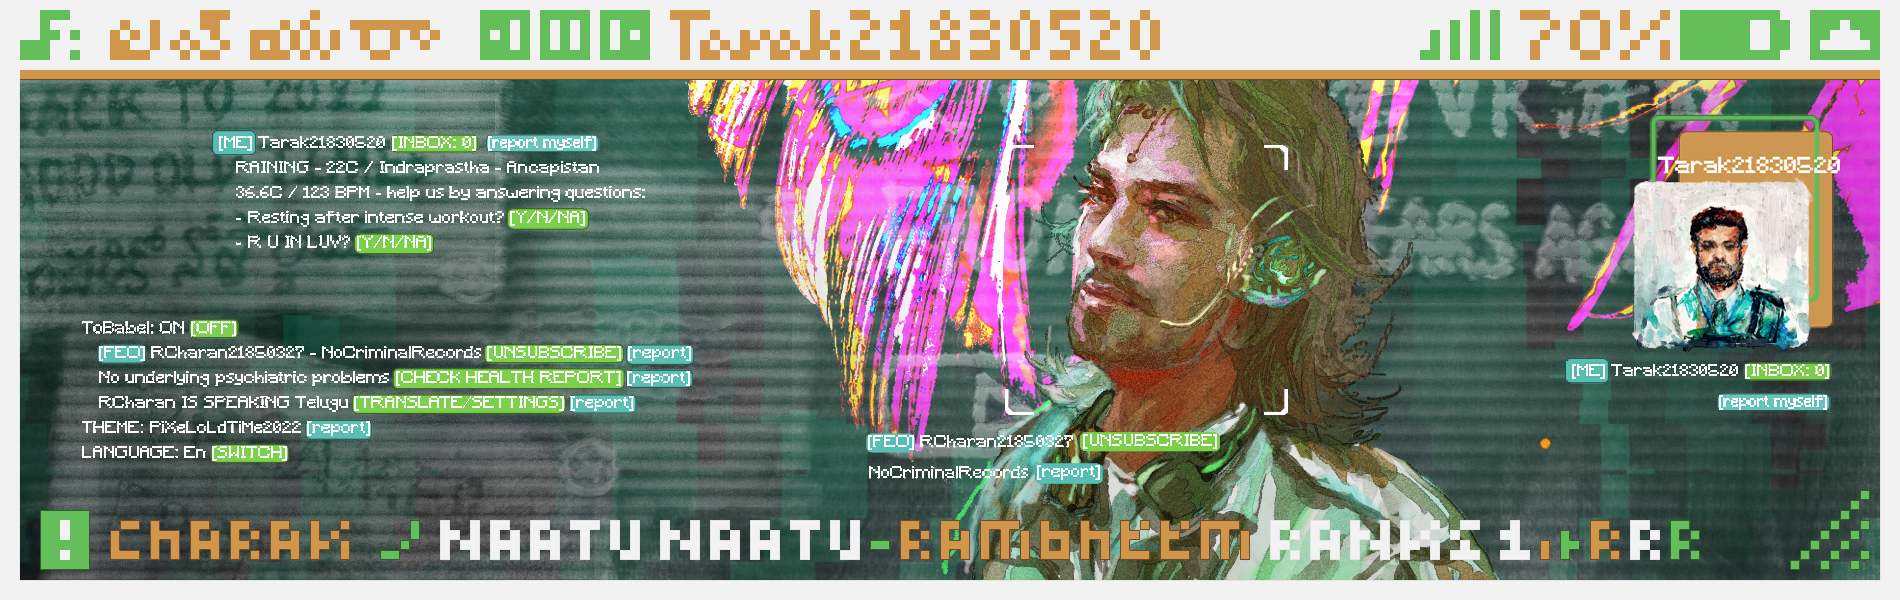 Tarak21830520
70%
ACK TO 2022
[ME] Tarak21830520 [INBOX: 0] [report myself]
RAINING - 22C / Indraprastha - Ancapistan
36.6C / 123 BPM - help us by answering questions:
- Resting after intense workout? [Y/N/NA]
- R U IN LUV? [Y/N/NA]
ToBabel: ON [OFF]
[FEO] RCharan21850327 - NoCriminalRecords [UNSUBSCRIBE] [report]
No underlying psychiatric problems [CHECK HEALTH REPORT] [report]
RCharan IS SPEAKING Telugu [TRANSLATE/SETTINGS] [report]
THEME: PiXeLoLdTiMe2022 [report]
LANGUAGE: En [SWITCH]
Tarak21830520
[ME] Tarak21830520 [INBOX: 0]
[report myself]
[FEO] RCharan21850327 [UNSUBSCRIBE]
NoCriminalRecords [report]
! CHARAN NAATU NAATU-RAMBHEEM RANKS 1
RRR